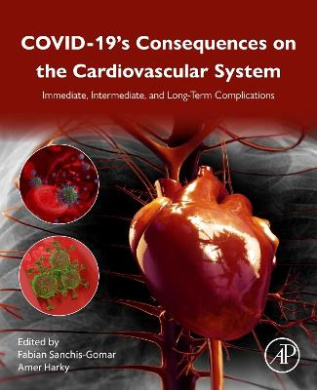 COVID-19's Consequences on
the Cardiovascular System
Immediate, Intermediate, and Long-Term Complications
Edited by
Fabian Sanchis-Gomar
Amer Harky
AP